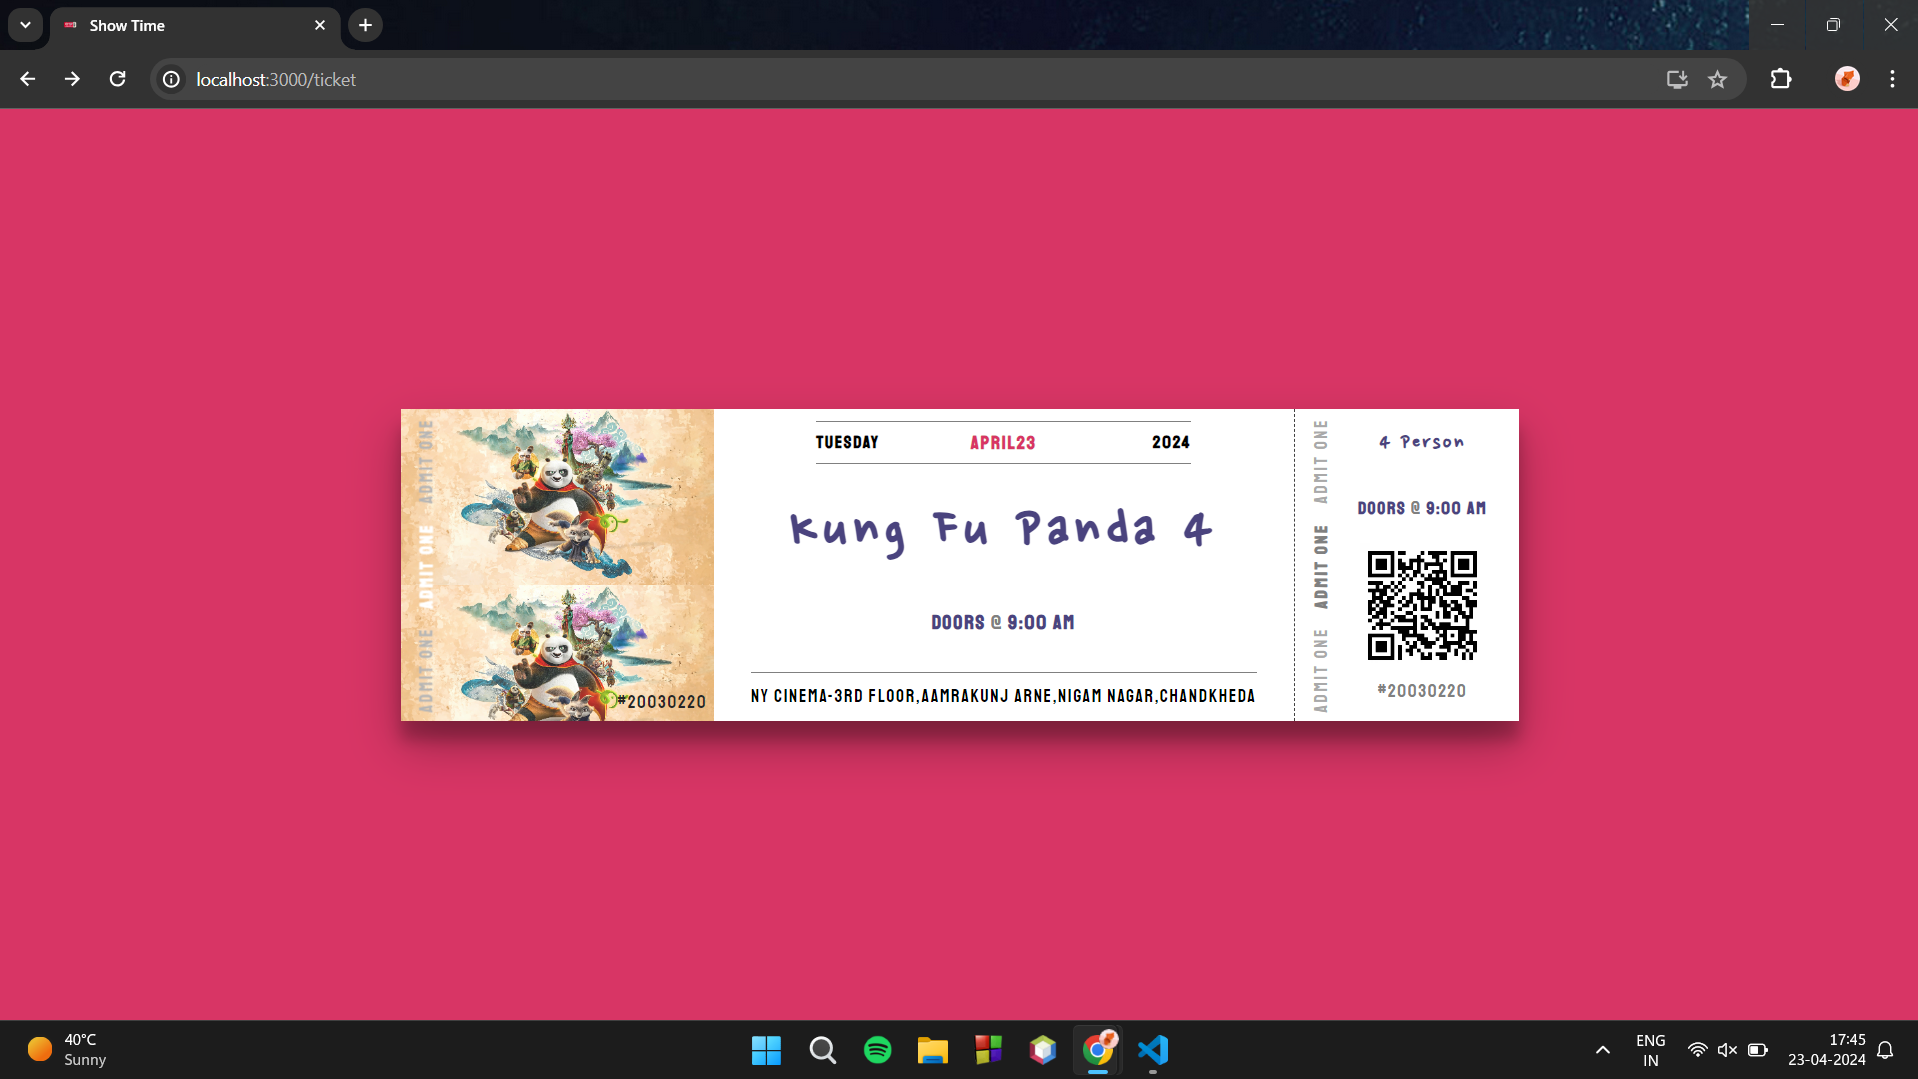 Show Time
localhost:3000/ticket
ADMIT ONE
ADMIT ONE
ADMIT ONE
#20030220
TUESDAY APRIL23 2024
Kung Fu Panda 4
DOORS @ 9:00 AM
NY CINEMA-3RD FLOOR,AAMRAKUNJ ARNE,NIGAM NAGAR,CHANDKHEDA
ADMIT ONE
ADMIT ONE
ADMIT ONE
4 Person
DOORS @ 9:00 AM
#20030220
40°C
Sunny
ENG
IN
17:45
23-04-2024